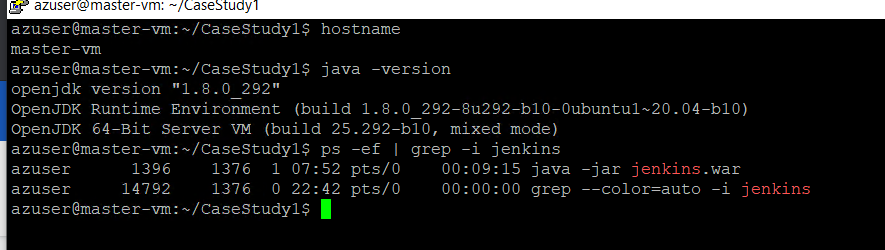 azuser@master-vm: ~/CaseStudy1
azuser@master-vm:~/CaseStudy1$ hostname
master-vm
azuser@master-vm:~/CaseStudy1$ java -version
openjdk version "1.8.0_292"
OpenJDK Runtime Environment (build 1.8.0_292-8u292-b10-0ubuntu1~20.04-b10)
OpenJDK 64-Bit Server VM (build 25.292-b10, mixed mode)
azuser@master-vm:~/CaseStudy1$ ps -ef | grep -i jenkins
azuser      1396    1376  1 07:52 pts/0    00:09:15 java -jar jenkins.war
azuser     14792    1376  0 22:42 pts/0    00:00:00 grep --color=auto -i jenkins
azuser@master-vm:~/CaseStudy1$